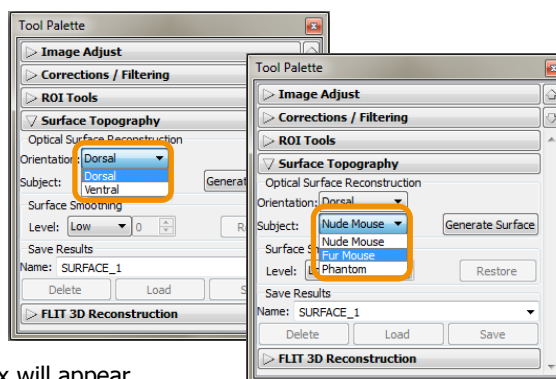 Tool Palette
Image Adjust
Corrections / Filtering
ROI Tools
Surface Topography
Optical Surface Reconstruction
Orientation: Dorsal
Dorsal
Subject:
Ventral
Surface Smoothing
Level: Low 0
Save Results
Name: SURFACE_1
Delete Load
FLIT 3D Reconstruction
Tool Palette
Image Adjust
Corrections / Filtering
ROI Tools
Surface Topography
Optical Surface Reconstruction
Orientation: Dorsal
Subject: Nude Mouse Generate Surface
Nude Mouse
Fur Mouse
Phantom
Level: Restore
Save Results
Name: SURFACE_1
Delete Load Save
FLIT 3D Reconstruction
will appear